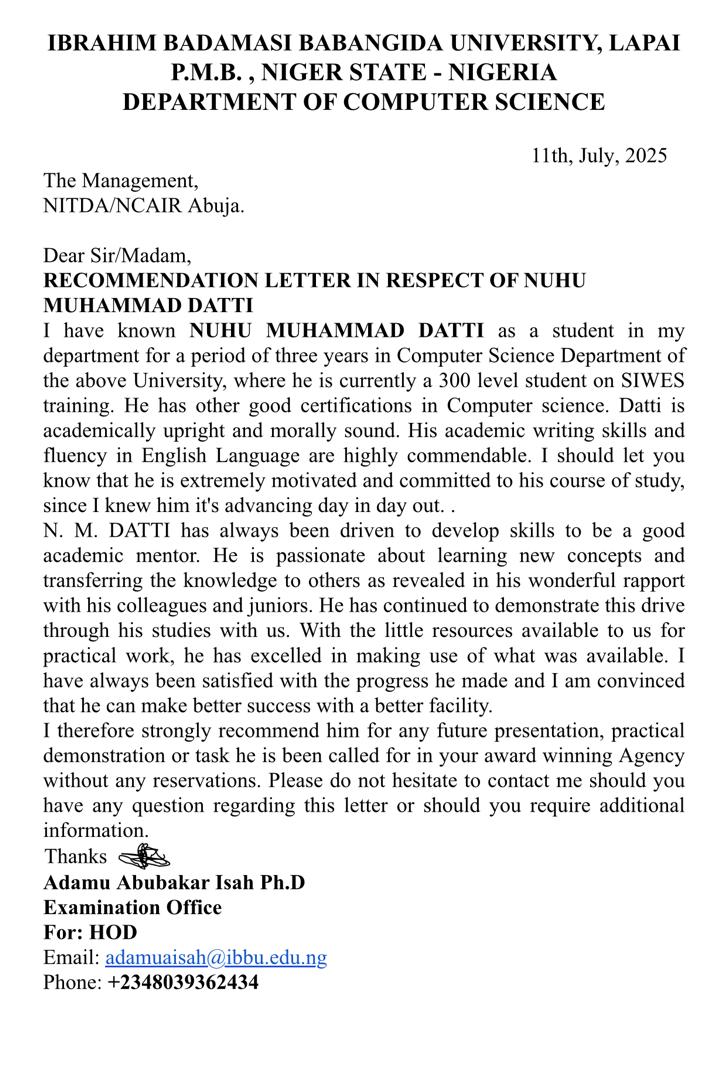 IBRAHIM BADAMASI BABANGIDA UNIVERSITY, LAPAI
P.M.B. , NIGER STATE - NIGERIA
DEPARTMENT OF COMPUTER SCIENCE
11th, July, 2025
The Management,
NITDA/NCAIR Abuja.
Dear Sir/Madam,
RECOMMENDATION LETTER IN RESPECT OF NUHU
MUHAMMAD DATTI
I have known NUHU MUHAMMAD DATTI as a student in my
department for a period of three years in Computer Science Department of
the above University, where he is currently a 300 level student on SIWES
training. He has other good certifications in Computer science. Datti is
academically upright and morally sound. His academic writing skills and
fluency in English Language are highly commendable. I should let you
know that he is extremely motivated and committed to his course of study,
since I knew him it's advancing day in day out. .
N. M. DATTI has always been driven to develop skills to be a good
academic mentor. He is passionate about learning new concepts and
transferring the knowledge to others as revealed in his wonderful rapport
with his colleagues and juniors. He has continued to demonstrate this drive
through his studies with us. With the little resources available to us for
practical work, he has excelled in making use of what was available. I
have always been satisfied with the progress he made and I am convinced
that he can make better success with a better facility.
I therefore strongly recommend him for any future presentation, practical
demonstration or task he is been called for in your award winning Agency
without any reservations. Please do not hesitate to contact me should you
have any question regarding this letter or should you require additional
information.
Thanks
Adamu Abubakar Isah Ph.D
Examination Office
For: HOD
Email: adamuaisah@ibbu.edu.ng
Phone: +2348039362434